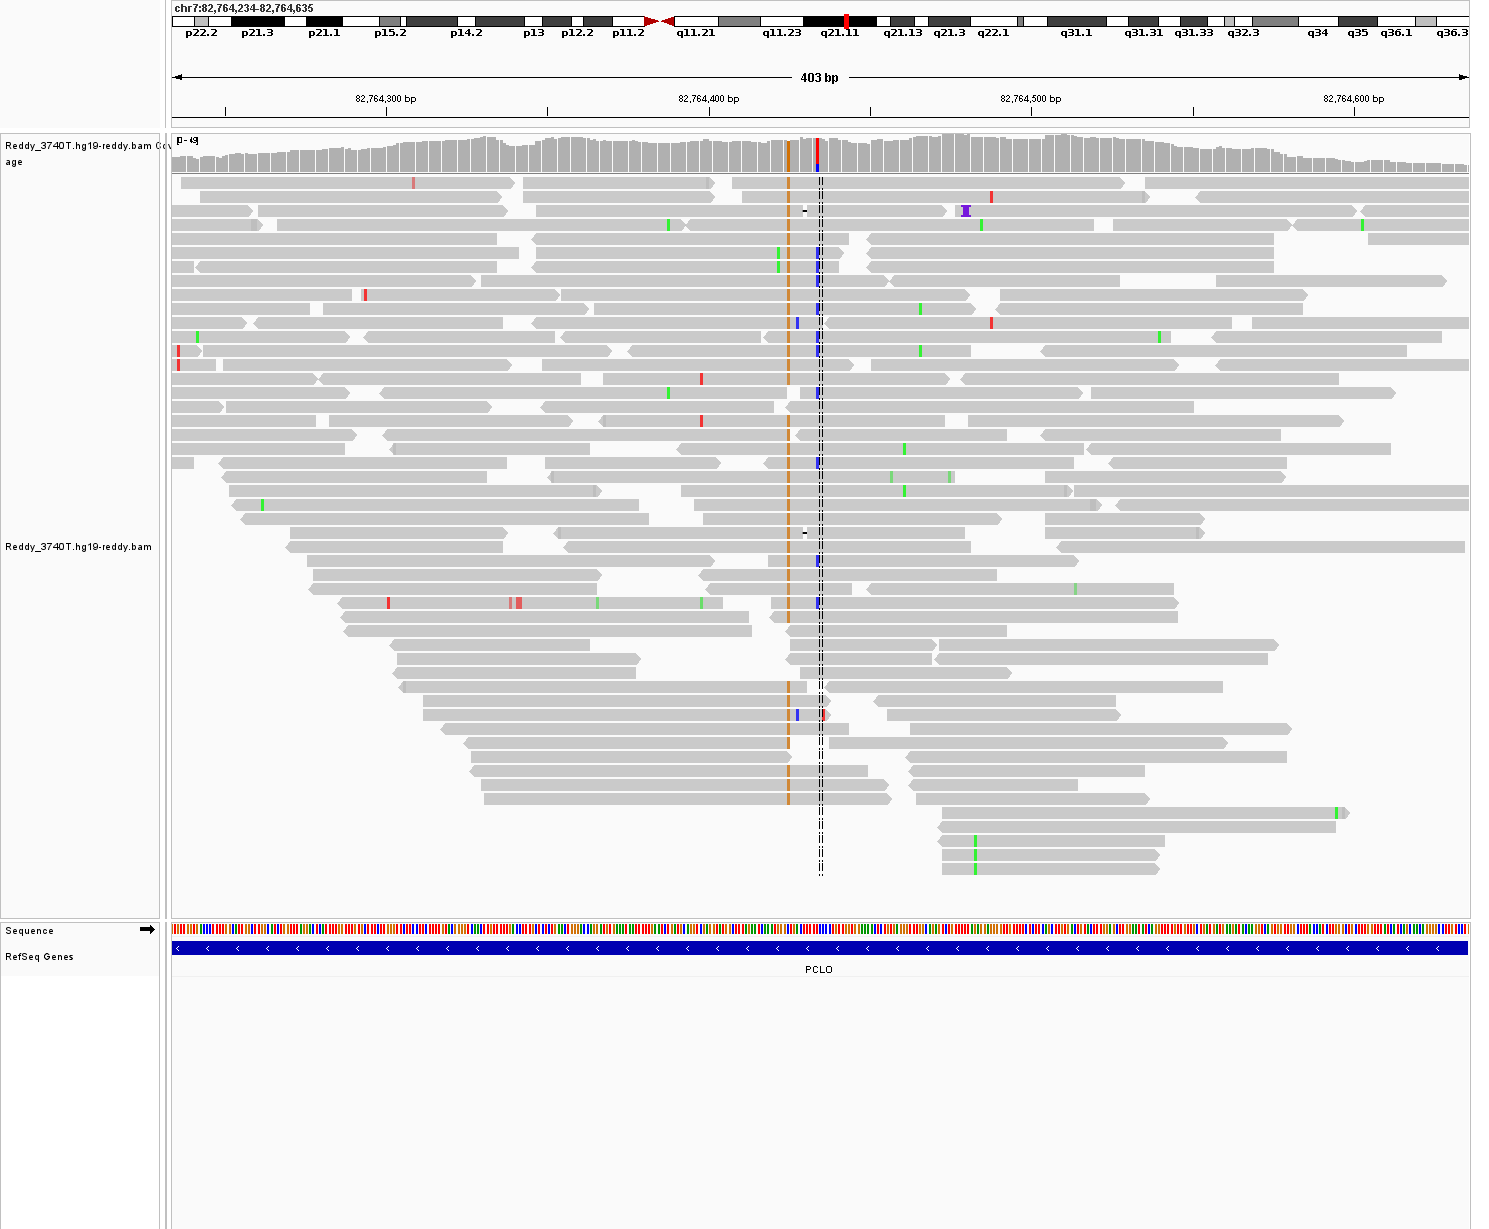 chr7:82,764,234-82,764,635
p22.2 p21.3 p21.1 p15.2 p14.2 p13 p12.2 p11.2 q11.21 q11.23 q21.11 q21.13 q21.3 q22.1 q31.1 q31.31 q31.33 q32.3 q34 q35 q36.1 q36.3
403 bp
82,764,300 bp 82,764,400 bp 82,764,500 bp 82,764,600 bp
Reddy_3740T.hg19-reddy.bam
age
Reddy_3740T.hg19-reddy.bam
Sequence
RefSeq Genes
PCLO